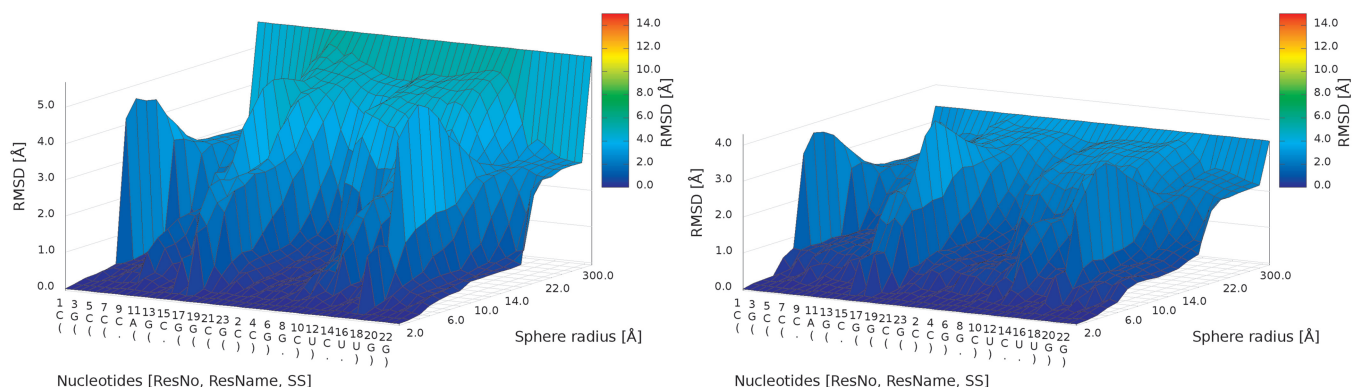 5.0
4.0
3.0
2.0
1.0
0.0
RMSD [Å]
14.0
12.0
10.0
8.0
6.0
4.0
2.0
0.0
RMSD [Å]
1 3 5 7 9 11 13 15 17 19 21 23 2 4 6 8 10 12 14 16 18 20 22
C G C C C A G C G G C G C C G G C U C U U G G
( ( ( ( . ( ( . ( ( ( ( ) ) ) ) . ) ) . . ) )
2.0
6.0
10.0
14.0
22.0
300.0
Sphere radius [Å]
Nucleotides [ResNo, ResName, SS]
4.0
3.0
2.0
1.0
0.0
RMSD [Å]
14.0
12.0
10.0
8.0
6.0
4.0
2.0
0.0
RMSD [Å]
1 3 5 7 9 11 13 15 17 19 21 23 2 4 6 8 10 12 14 16 18 20 22
C G C C C A G C G G C G C C G G C U C U U G G
( ( ( ( . ( ( . ( ( ( ( ) ) ) ) . ) ) . . ) )
2.0
6.0
10.0
14.0
22.0
300.0
Sphere radius [Å]
Nucleotides [ResNo, ResName, SS]